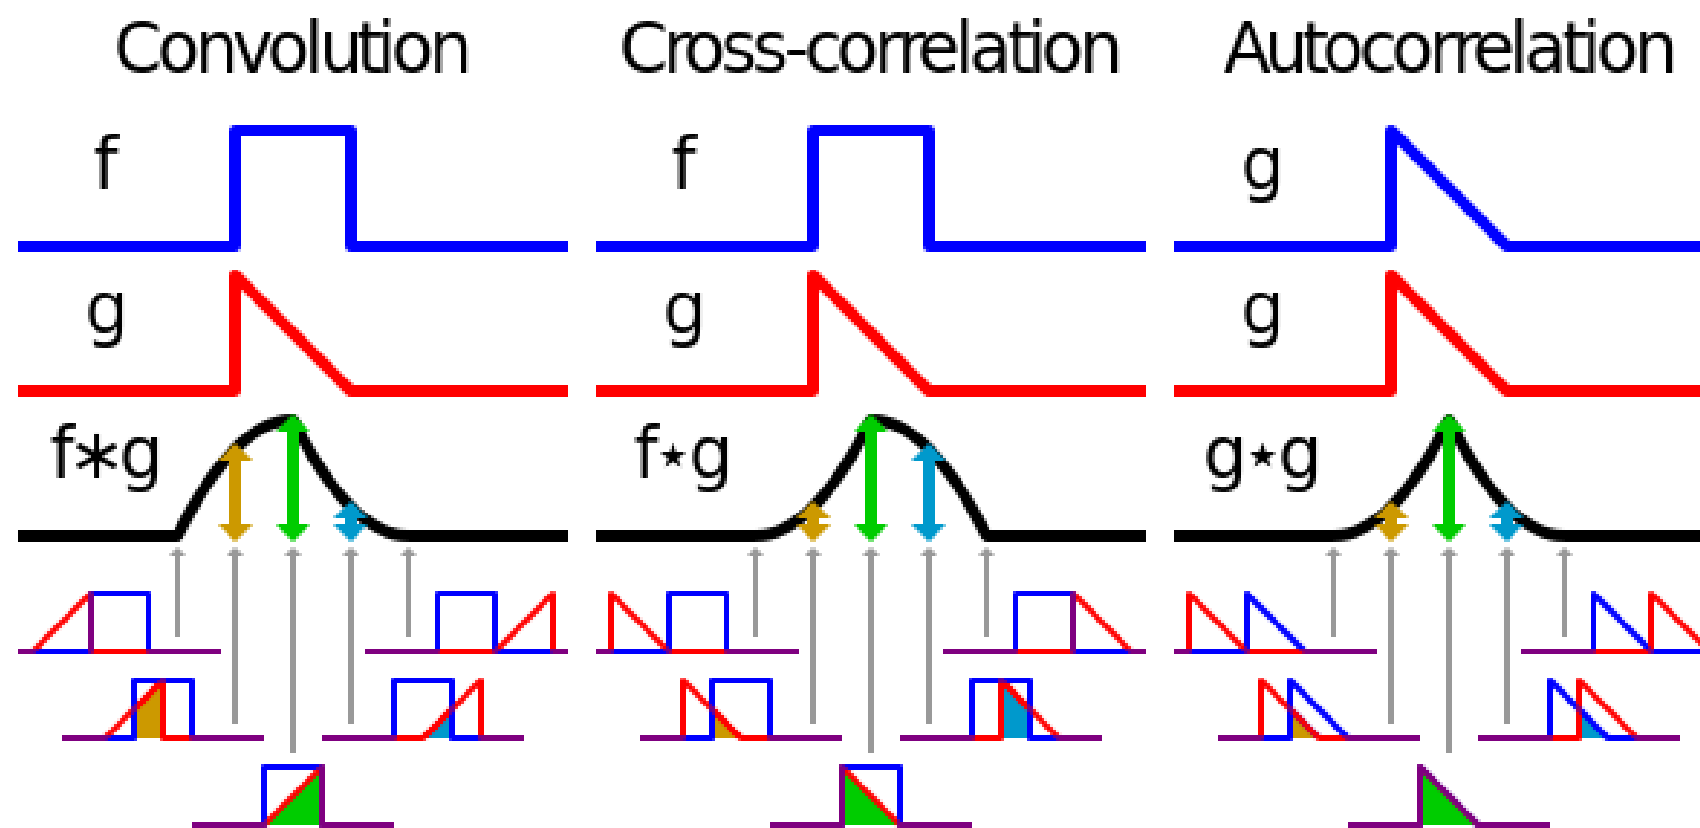 Convolution Cross-correlation Autocorrelation
f f g
g g g
f∗g f⋆g g⋆g